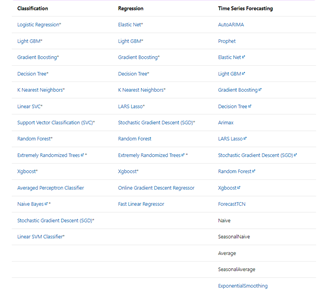 Classification Regression Time Series Forecasting
Logistic Regression* Elastic Net* AutoARIMA
Light GBM* Light GBM* Prophet
Gradient Boosting* Gradient Boosting* Elastic Net
Decision Tree* Decision Tree* Light GBM
K Nearest Neighbors* K Nearest Neighbors* Gradient Boosting
Linear SVC* LARS Lasso* Decision Tree
Support Vector Classification (SVC)* Stochastic Gradient Descent (SGD)* Arimax
Random Forest* Random Forest LARS Lasso
Extremely Randomized Trees * Extremely Randomized Trees * Stochastic Gradient Descent (SGD)
Xgboost* Xgboost* Random Forest
Averaged Perceptron Classifier Online Gradient Descent Regressor Xgboost
Naive Bayes * Fast Linear Regressor ForecastTCN
Stochastic Gradient Descent (SGD)* Naive
Linear SVM Classifier* SeasonalNaive
Average
SeasonalAverage
ExponentialSmoothing